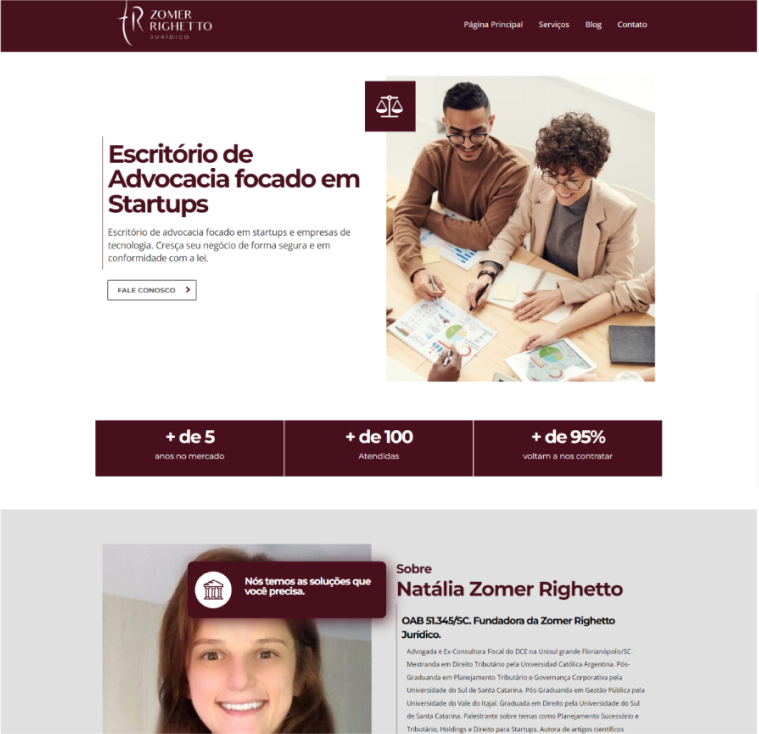 ZOMER
RIGHETTO
JURÍDICO
Página Principal Serviços Blog Contato
Escritório de
Advocacia focado em
Startups
Escritório de advocacia focado em startups e empresas de
tecnologia. Cresça seu negócio de forma segura e em
conformidade com a lei.
FALE CONOSCO
+ de 5
anos no mercado
+ de 100
Atendidas
+ de 95%
voltam a nos contratar
Nós temos as soluções que
você precisa.
Sobre
Natália Zomer Righetto
OAB 51.345/SC. Fundadora da Zomer Righetto
Jurídico.
Advogada e Ex-Consultora Fiscal do DCE na Unisul grande Florianópolis/SC.
Mestranda em Direito Tributário pela Universidad Católica Argentina. Pós-
Graduanda em Planejamento Tributário e Governança Corporativa pela
Universidade do Sul de Santa Catarina. Pós-Graduanda em Gestão Pública pela
Universidade do Vale do Itajaí. Graduada em Direito pela Universidade do Sul
de Santa Catarina. Palestrante sobre temas como Planejamento Sucessório e
Tributário, Holdings e Direito para Startups. Autora de artigos científicos